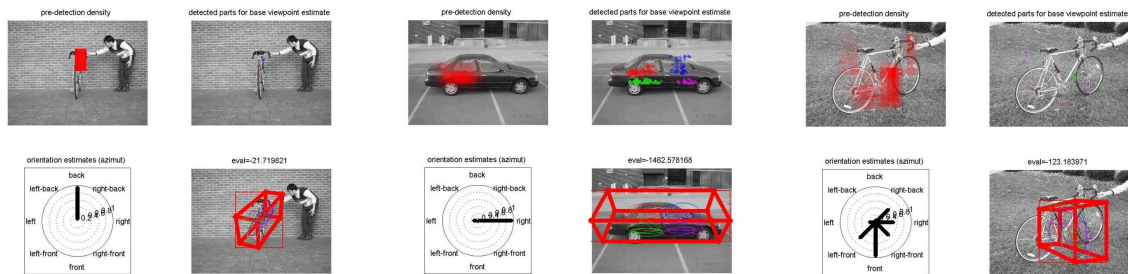 pre-detection density
detected parts for base viewpoint estimate
pre-detection density
detected parts for base viewpoint estimate
pre-detection density
detected parts for base viewpoint estimate
orientation estimates (azimut)
back
left-back
right-back
left
right
left-front
right-front
front
eval=-21.719821
orientation estimates (azimut)
back
left-back
right-back
left
right
left-front
right-front
front
eval=-1462.578168
orientation estimates (azimut)
back
left-back
right-back
left
right
left-front
right-front
front
eval=-123.183971